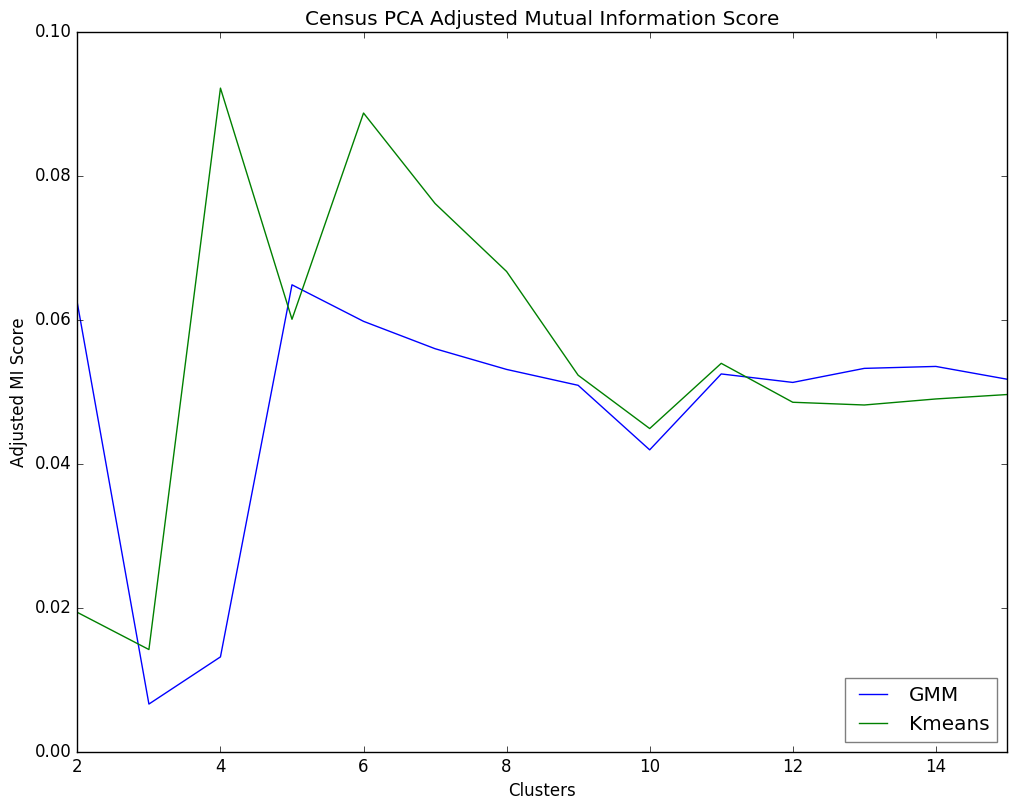 Census PCA Adjusted Mutual Information Score
0.10
0.08
0.06
0.04
0.02
0.00
Adjusted MI Score
2 4 6 8 10 12 14
Clusters
GMM
Kmeans